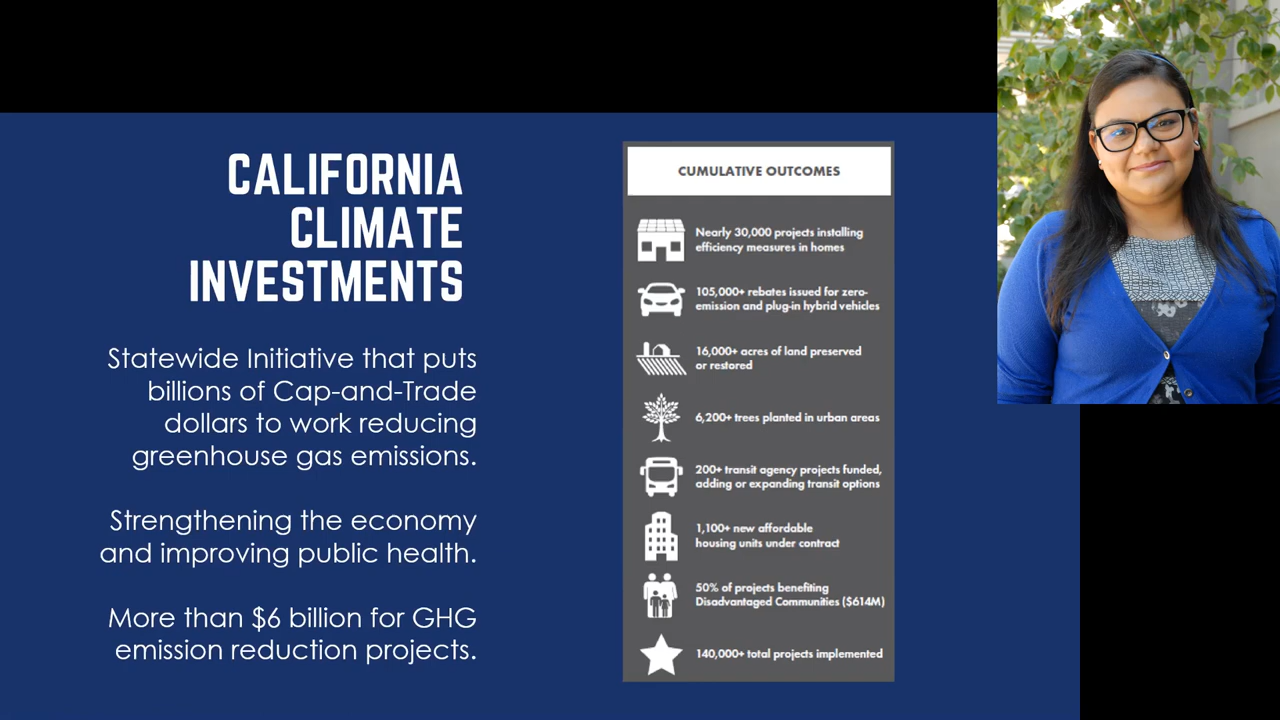 CALIFORNIA
CLIMATE
INVESTMENTS
Statewide Initiative that puts
billions of Cap-and-Trade
dollars to work reducing
greenhouse gas emissions.
Strengthening the economy
and improving public health.
More than $6 billion for GHG
emission reduction projects.
CUMULATIVE OUTCOMES
Nearly 30,000 projects installing
efficiency measures in homes
105,000+ rebates issued for zero-
emission and plug-in hybrid vehicles
16,000+ acres of land preserved
or restored
6,200+ trees planted in urban areas
200+ transit agency projects funded,
adding or expanding transit options
1,100+ new affordable
housing units under contract
50% of projects benefiting
Disadvantaged Communities ($614M)
140,000+ total projects implemented